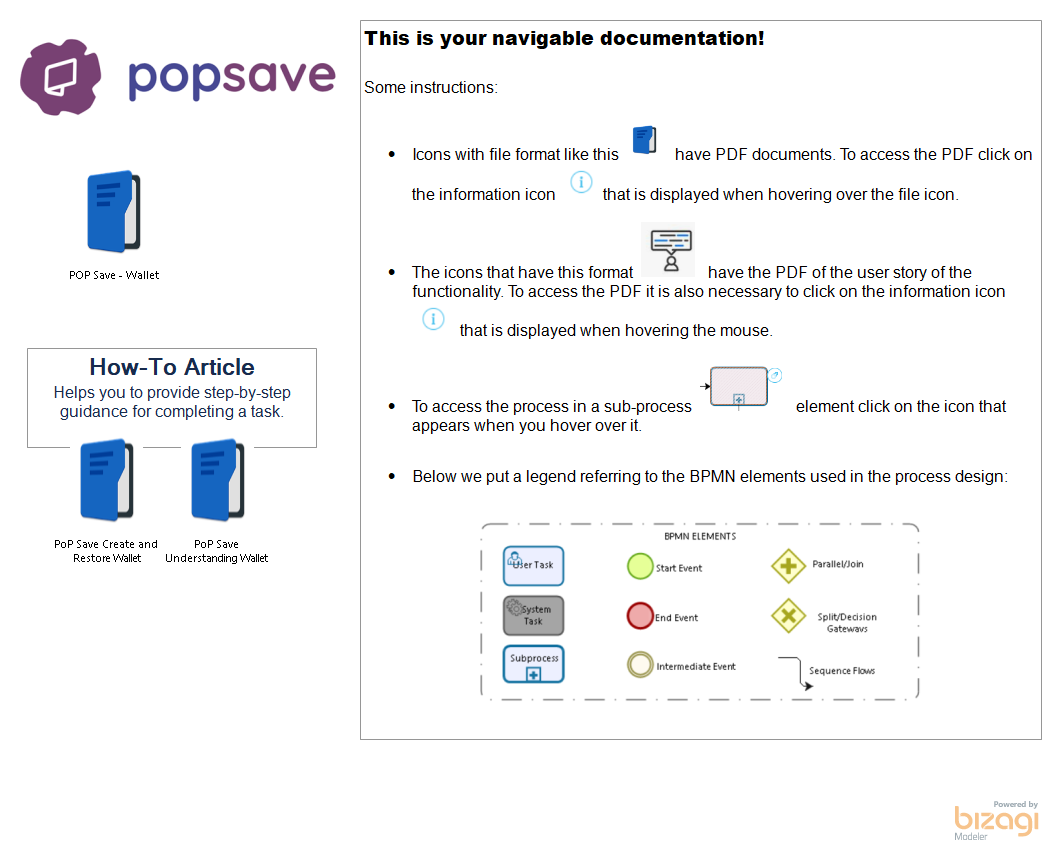 popsave
POP Save - Wallet
How-To Article
Helps you to provide step-by-step
guidance for completing a task.
PoP Save Create and
Restore Wallet
PoP Save
Understanding Wallet
This is your navigable documentation!
Some instructions:
• Icons with file format like this have PDF documents. To access the PDF click on
the information icon that is displayed when hovering over the file icon.
• The icons that have this format have the PDF of the user story of the
functionality. To access the PDF it is also necessary to click on the information icon
that is displayed when hovering the mouse.
• To access the process in a sub-process element click on the icon that
appears when you hover over it.
• Below we put a legend referring to the BPMN elements used in the process design:
BPMN ELEMENTS
User Task
Start Event
Parallel/Join
System
Task
End Event
Split/Decision
Gateways
Subprocess
Intermediate Event
Sequence Flows
Powered by
bizagi
Modeler